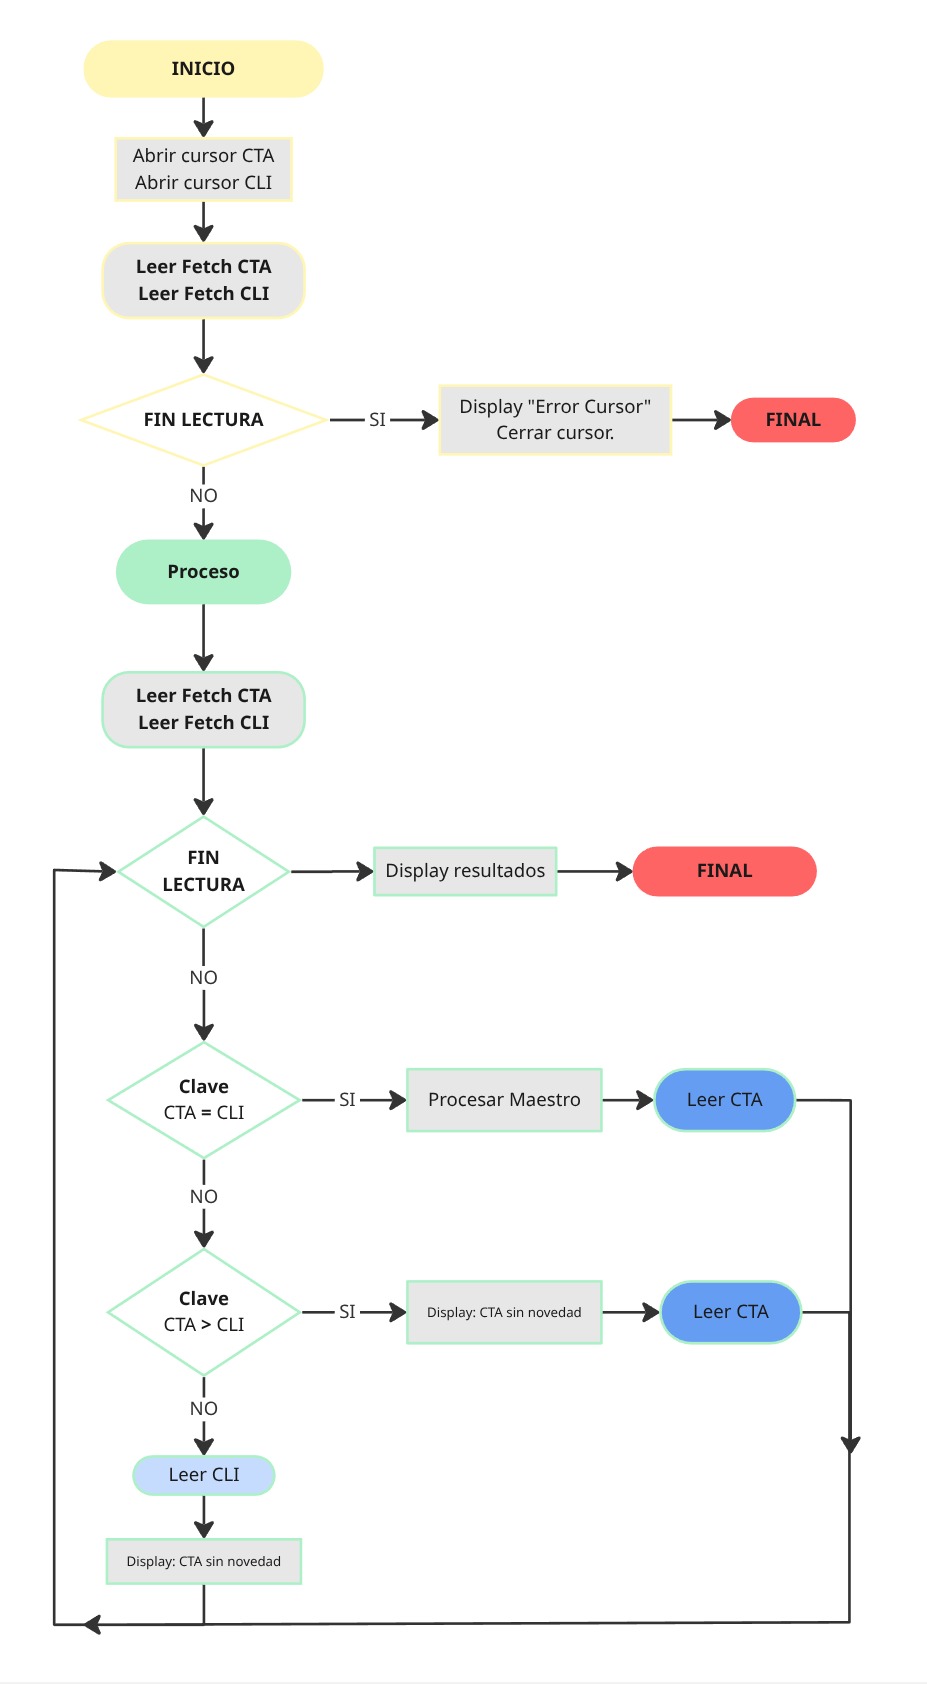 INICIO
Abrir cursor CTA
Abrir cursor CLI
Leer Fetch CTA
Leer Fetch CLI
FIN LECTURA
SI
Display "Error Cursor"
Cerrar cursor.
FINAL
NO
Proceso
Leer Fetch CTA
Leer Fetch CLI
FIN
LECTURA
Display resultados
FINAL
NO
Clave
CTA = CLI
SI
Procesar Maestro
Leer CTA
NO
Clave
CTA > CLI
SI
Display: CTA sin novedad
Leer CTA
NO
Leer CLI
Display: CTA sin novedad